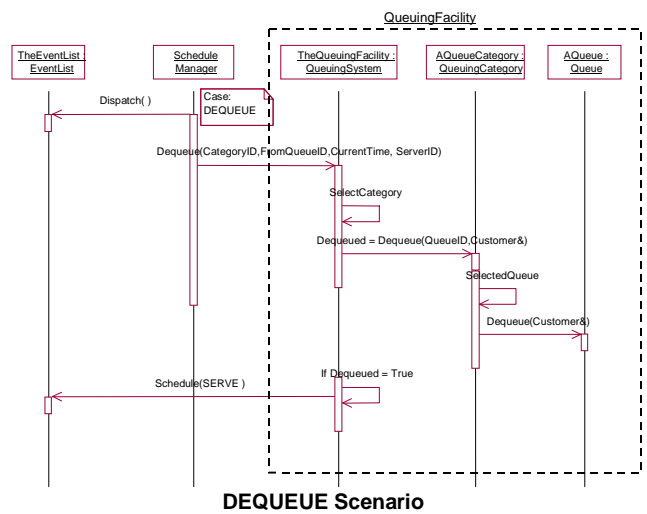 QueuingFacility
TheEventList :
EventList
Schedule
Manager
TheQueuingFacility :
QueuingSystem
AQueueCategory :
QueuingCategory
AQueue :
Queue
Dispatch( )
Case:
DEQUEUE
Dequeue(CategoryID,FromQueueID,CurrentTime, ServerID)
SelectCategory
Dequeued = Dequeue(QueueID,Customer&)
SelectedQueue
Dequeue(Customer&)
If Dequeued = True
Schedule(SERVE )
DEQUEUE Scenario